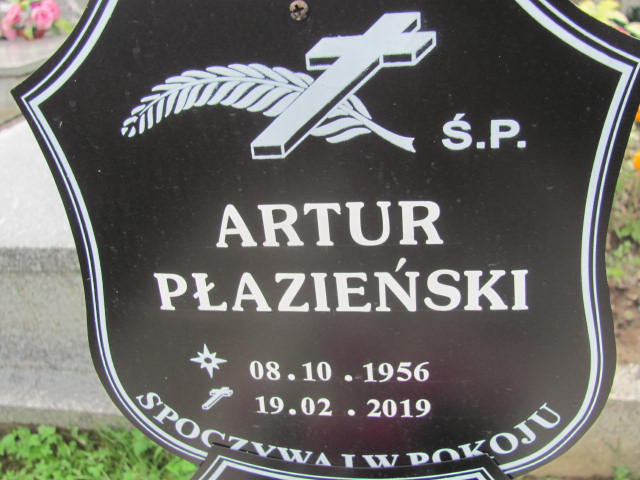 Ś.P.
ARTUR
PŁAZIEŃSKI
08.10.1956
19.02.2019
SPOCZYWAJ W POKOJU